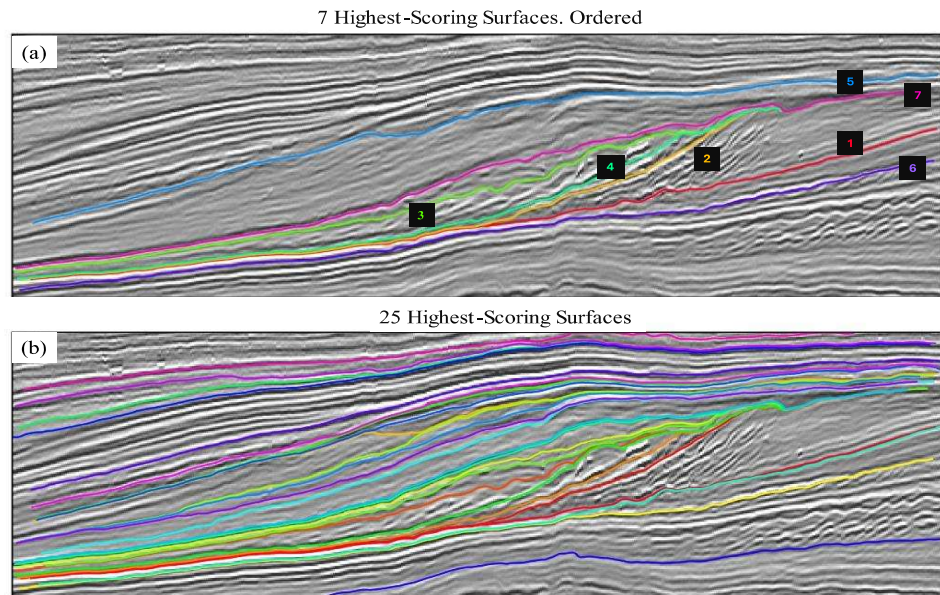 7 Highest-Scoring Surfaces. Ordered
(a)
5
7
1
2
4
6
3
25 Highest-Scoring Surfaces
(b)